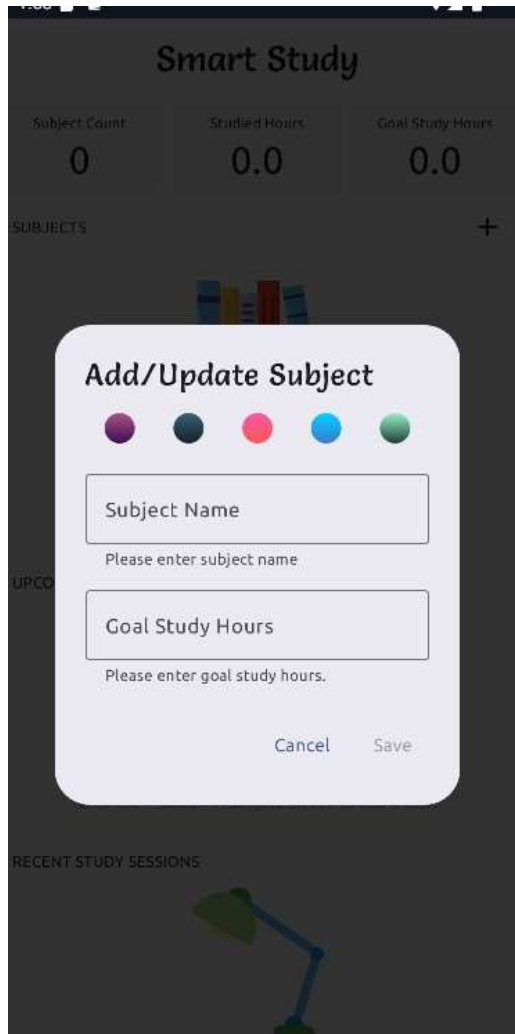 Smart Study
Subject Count Studied Hours Goal Study Hours
0 0.0 0.0
SUBJECTS +
Add/Update Subject
Subject Name
Please enter subject name
UPCO
Goal Study Hours
Please enter goal study hours.
Cancel Save
RECENT STUDY SESSIONS